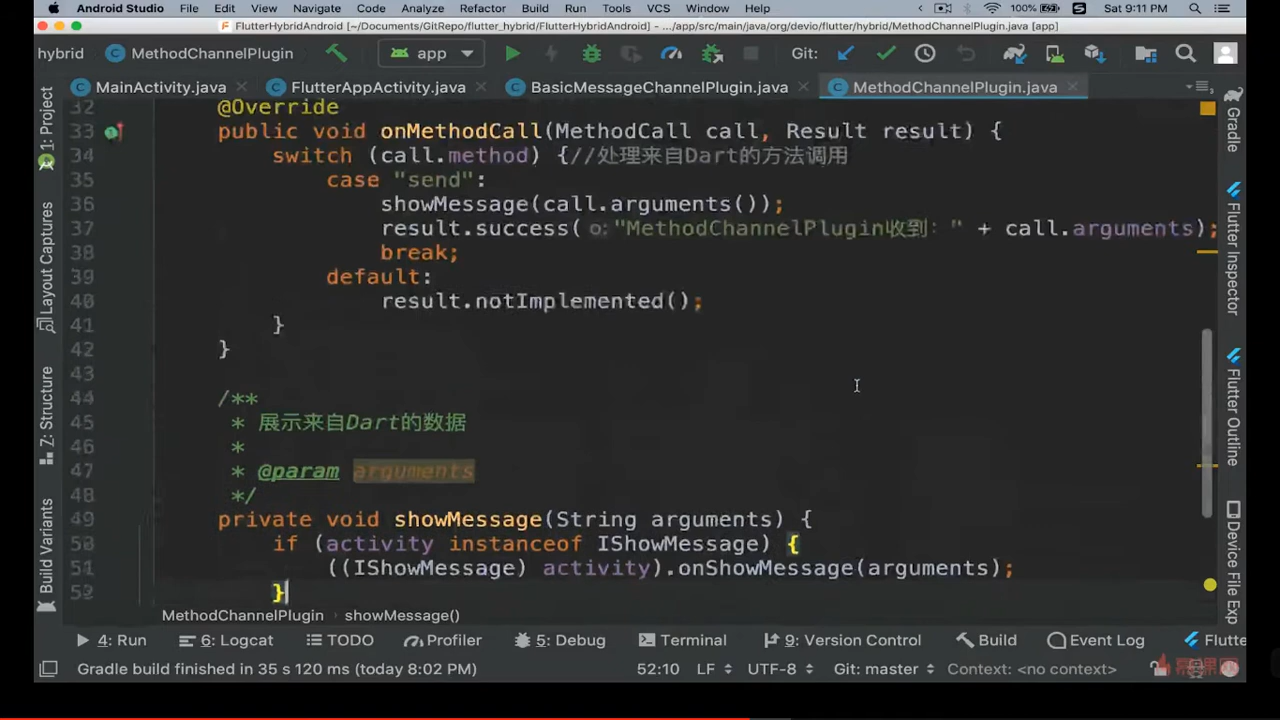 Android Studio File Edit View Navigate Code Analyze Refactor Build Run Tools VCS Window Help 100% Sat 9:11 PM
FlutterHybridAndroid [~/Documents/GitRepo/flutter_hybrid/FlutterHybridAndroid] - .../app/src/main/java/org/devio/flutter/hybrid/MethodChannelPlugin.java [app]
hybrid MethodChannelPlugin app Git:
MainActivity.java FlutterAppActivity.java BasicMessageChannelPlugin.java MethodChannelPlugin.java
1: Project
Layout Captures
Z: Structure
Build Variants
32 @Override
33 public void onMethodCall(MethodCall call, Result result) {
34 switch (call.method) {//处理来自Dart的方法调用
35 case "send":
36 showMessage(call.arguments());
37 result.success( o: "MethodChannelPlugin收到：" + call.arguments);
38 break;
39 default:
40 result.notImplemented();
41 }
42 }
43
44 /**
45 * 展示来自Dart的数据
46 *
47 * @param arguments
48 */
49 private void showMessage(String arguments) {
50 if (activity instanceof IShowMessage) {
51 ((IShowMessage) activity).onShowMessage(arguments);
52 }
Gradle
Flutter Inspector
Flutter Outline
Device File Exp
MethodChannelPlugin showMessage()
4: Run 6: Logcat TODO Profiler 5: Debug Terminal 9: Version Control Build Event Log Flutte
Gradle build finished in 35 s 120 ms (today 8:02 PM) 52:10 LF UTF-8 Git: master Context: <no context>
慕课网